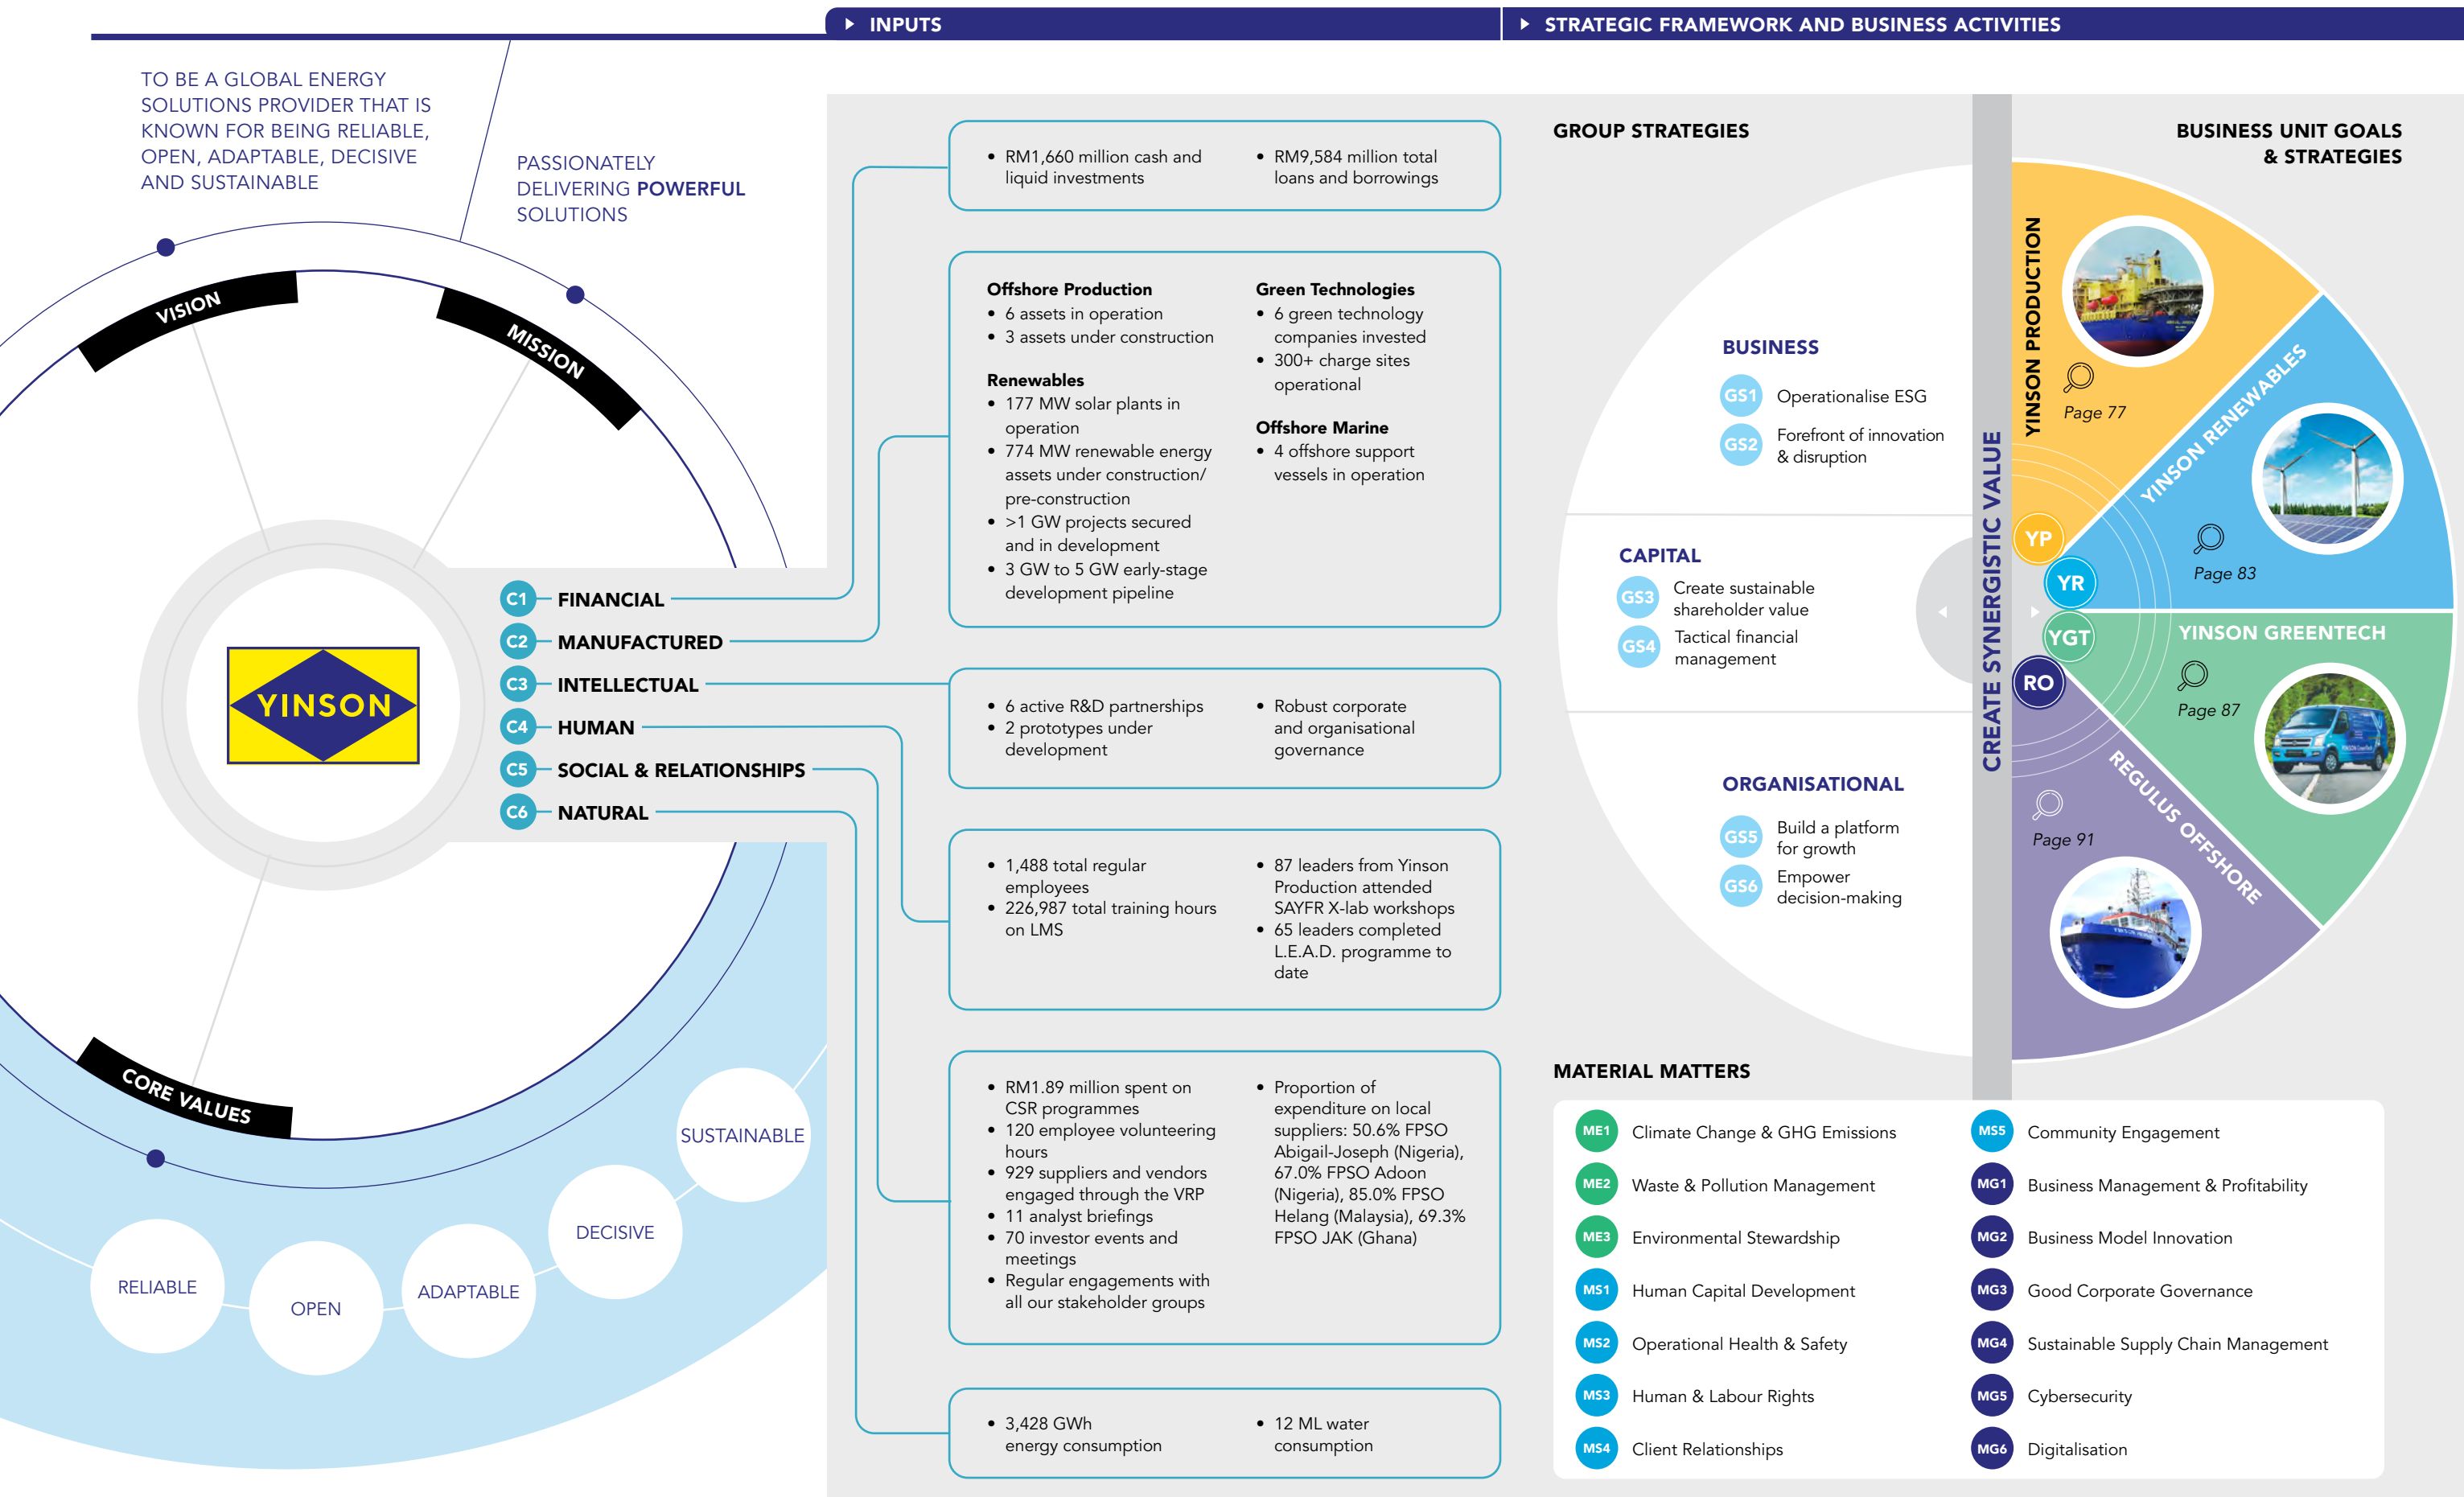 INPUTS
STRATEGIC FRAMEWORK AND BUSINESS ACTIVITIES
TO BE A GLOBAL ENERGY
SOLUTIONS PROVIDER THAT IS
KNOWN FOR BEING RELIABLE,
OPEN, ADAPTABLE, DECISIVE
AND SUSTAINABLE
PASSIONATELY
DELIVERING POWERFUL
SOLUTIONS
VISION
MISSION
YINSON
CORE VALUES
RELIABLE
OPEN
ADAPTABLE
DECISIVE
SUSTAINABLE
C1 FINANCIAL
C2 MANUFACTURED
C3 INTELLECTUAL
C4 HUMAN
C5 SOCIAL & RELATIONSHIPS
C6 NATURAL
• RM1,660 million cash and
liquid investments
• RM9,584 million total
loans and borrowings
Offshore Production
• 6 assets in operation
• 3 assets under construction
Renewables
• 177 MW solar plants in
operation
• 774 MW renewable energy
assets under construction/
pre-construction
• >1 GW projects secured
and in development
• 3 GW to 5 GW early-stage
development pipeline
Green Technologies
• 6 green technology
companies invested
• 300+ charge sites
operational
Offshore Marine
• 4 offshore support
vessels in operation
• 6 active R&D partnerships
• 2 prototypes under
development
• Robust corporate
and organisational
governance
• 1,488 total regular
employees
• 226,987 total training hours
on LMS
• 87 leaders from Yinson
Production attended
SAYFR X-lab workshops
• 65 leaders completed
L.E.A.D. programme to
date
• RM1.89 million spent on
CSR programmes
• 120 employee volunteering
hours
• 929 suppliers and vendors
engaged through the VRP
• 11 analyst briefings
• 70 investor events and
meetings
• Regular engagements with
all our stakeholder groups
• Proportion of
expenditure on local
suppliers: 50.6% FPSO
Abigail-Joseph (Nigeria),
67.0% FPSO Adoon
(Nigeria), 85.0% FPSO
Helang (Malaysia), 69.3%
FPSO JAK (Ghana)
• 3,428 GWh
energy consumption
• 12 ML water
consumption
GROUP STRATEGIES
BUSINESS
GS1 Operationalise ESG
GS2 Forefront of innovation
& disruption
CAPITAL
GS3 Create sustainable
shareholder value
GS4 Tactical financial
management
ORGANISATIONAL
GS5 Build a platform
for growth
GS6 Empower
decision-making
CREATE SYNERGISTIC VALUE
BUSINESS UNIT GOALS
& STRATEGIES
YINSON PRODUCTION
Page 77
YP
YINSON RENEWABLES
Page 83
YR
YINSON GREENTECH
Page 87
YGT
REGULUS OFFSHORE
Page 91
RO
MATERIAL MATTERS
ME1 Climate Change & GHG Emissions
ME2 Waste & Pollution Management
ME3 Environmental Stewardship
MS1 Human Capital Development
MS2 Operational Health & Safety
MS3 Human & Labour Rights
MS4 Client Relationships
MS5 Community Engagement
MG1 Business Management & Profitability
MG2 Business Model Innovation
MG3 Good Corporate Governance
MG4 Sustainable Supply Chain Management
MG5 Cybersecurity
MG6 Digitalisation